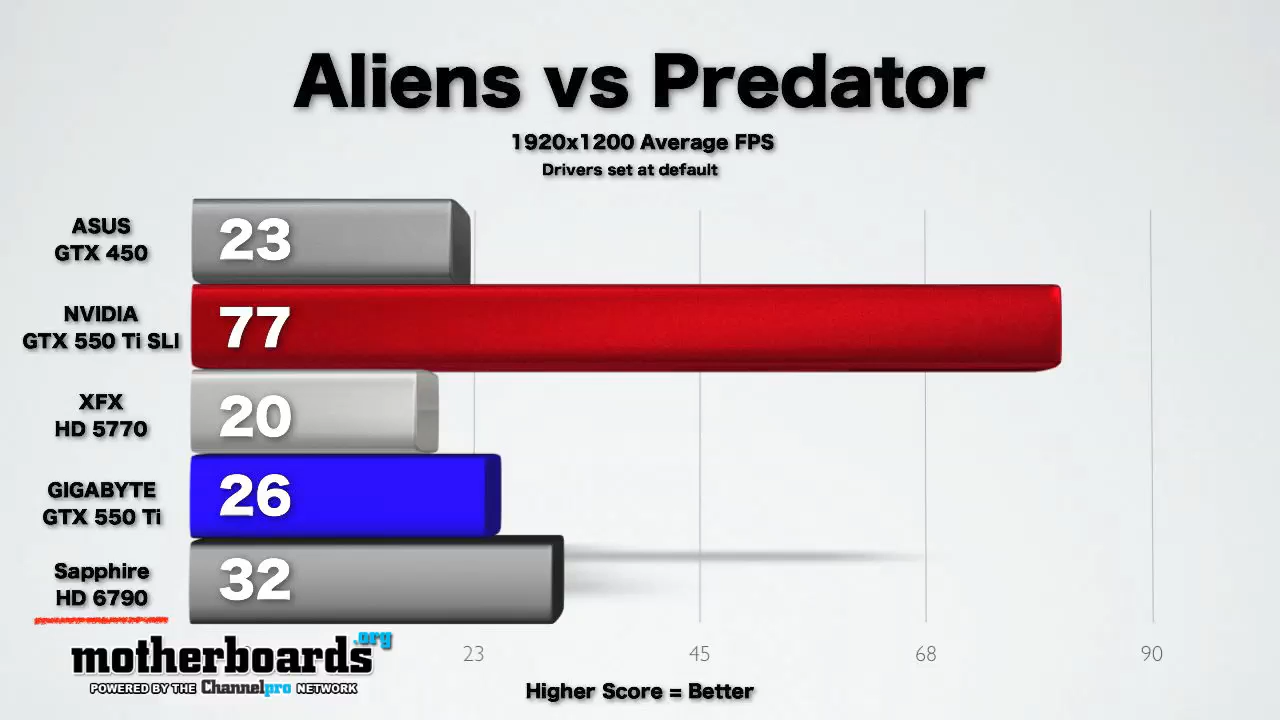 Aliens vs Predator
1920x1200 Average FPS
Drivers set at default
ASUS
GTX 450
23
NVIDIA
GTX 550 Ti SLI
77
XFX
HD 5770
20
GIGABYTE
GTX 550 Ti
26
Sapphire
HD 6790
32
23 45 68 90
motherboards.org
POWERED BY THE Channelpro NETWORK
Higher Score = Better